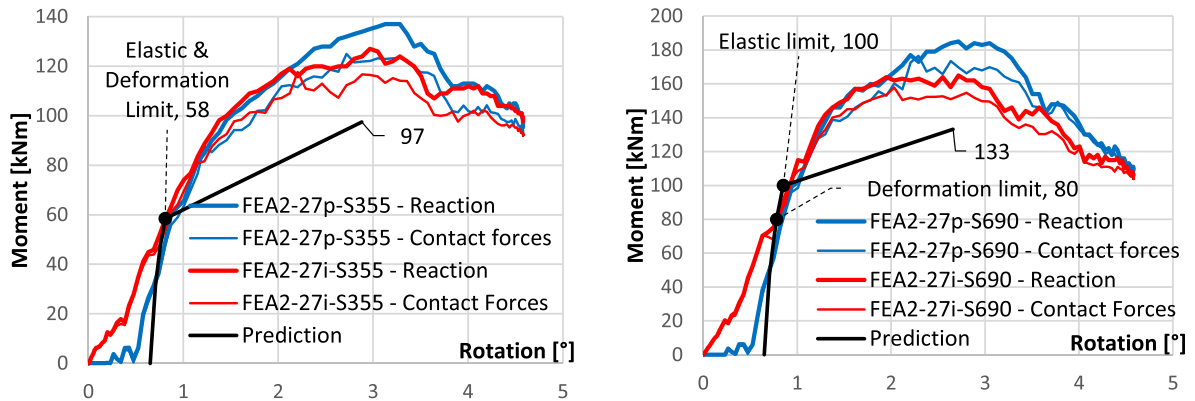 140
120
100
80
60
40
20
0
Moment [kNm]
Elastic &
Deformation
Limit, 58
97
FEA2-27p-S355 - Reaction
FEA2-27p-S355 - Contact forces
FEA2-27i-S355 - Reaction
FEA2-27i-S355 - Contact Forces
Prediction
Rotation [°]
0 1 2 3 4 5
200
180
160
140
120
100
80
60
40
20
0
Moment [kNm]
Elastic limit, 100
133
Deformation limit, 80
FEA2-27p-S690 - Reaction
FEA2-27p-S690 - Contact forces
FEA2-27i-S690 - Reaction
FEA2-27i-S690 - Contact Forces
Prediction
Rotation [°]
0 1 2 3 4 5